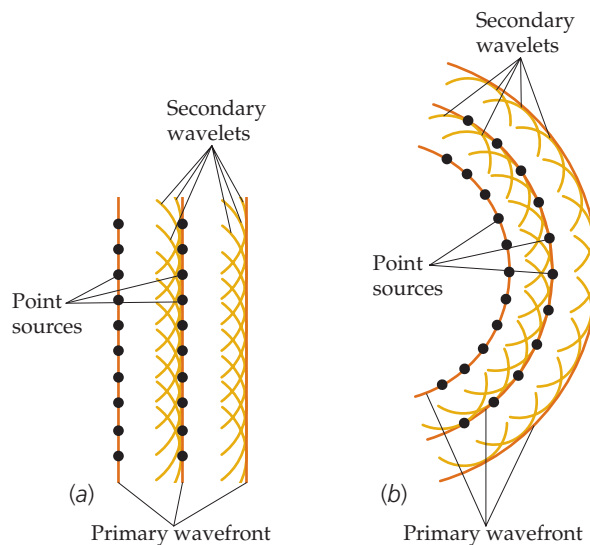 Secondary
wavelets
Point
sources
(a)
Primary wavefront
Secondary
wavelets
Point
sources
(b)
Primary wavefront